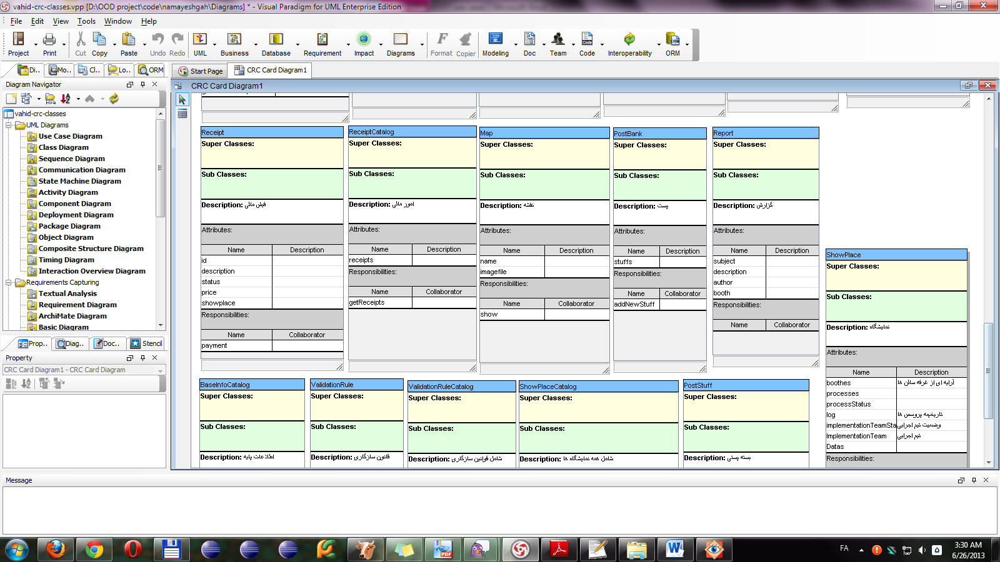 vahid-crc-classes.vpp [D:\OOD project\code\namayeshgah\Diagrams] * - Visual Paradigm for UML Enterprise Edition
File Edit View Tools Window Help
Project Print Cut Copy Paste Undo Redo UML Business Database Requirement Impact Diagrams Format Copier Modeling Doc Team Code Interoperability ORM
Di.. Mo.. Cl.. Lo.. ORM
Start Page
CRC Card Diagram1
Diagram Navigator
CRC Card Diagram1
vahid-crc-classes
UML Diagrams
Use Case Diagram
Class Diagram
Sequence Diagram
Communication Diagram
State Machine Diagram
Activity Diagram
Component Diagram
Deployment Diagram
Package Diagram
Object Diagram
Composite Structure Diagram
Timing Diagram
Interaction Overview Diagram
Requirements Capturing
Textual Analysis
Requirement Diagram
ArchiMate Diagram
Basic Diagram
Prop.. Diag.. Doc.. Stencil
Property
CRC Card Diagram1 - CRC Card Diagram
Receipt
Super Classes:
Sub Classes:
Description: فیش مالی
Attributes:
Name Description
id
description
status
price
showplace
Responsibilities:
Name Collaborator
payment
ReceiptCatalog
Super Classes:
Sub Classes:
Description: امور مالی
Attributes:
Name Description
receipts
Responsibilities:
Name Collaborator
getReceipts
Map
Super Classes:
Sub Classes:
Description: نقشه
Attributes:
Name Description
name
imagefile
Responsibilities:
Name Collaborator
show
PostBank
Super Classes:
Sub Classes:
Description: پست
Attributes:
Name Description
stuffs
Responsibilities:
Name Collaborator
addNewStuff
Report
Super Classes:
Sub Classes:
Description: گزارش
Attributes:
Name Description
subject
description
author
booth
Responsibilities:
Name Collaborator
ShowPlace
Super Classes:
Sub Classes:
Description: نمایشگاه
Attributes:
Name Description
boothes آرایه ای از غرفه سالن ها
processes
processStatus
log تاریخچه پروسس ها
implementationTeamSta وضعیت تیم اجرایی
Implementation Team تیم اجرایی
Datas
Responsibilities:
BaseInfoCatalog
Super Classes:
Sub Classes:
Description: اطلاعات پایه
ValidationRule
Super Classes:
Sub Classes:
Description: قانون سازگاری
ValidationRuleCatalog
Super Classes:
Sub Classes:
Description: شامل قوانین سازگاری
ShowPlaceCatalog
Super Classes:
Sub Classes:
Description: شامل همه نمایشگاه ها
PostStuff
Super Classes:
Sub Classes:
Description: بسته پستی
Message
FA
3:30 AM
6/26/2013